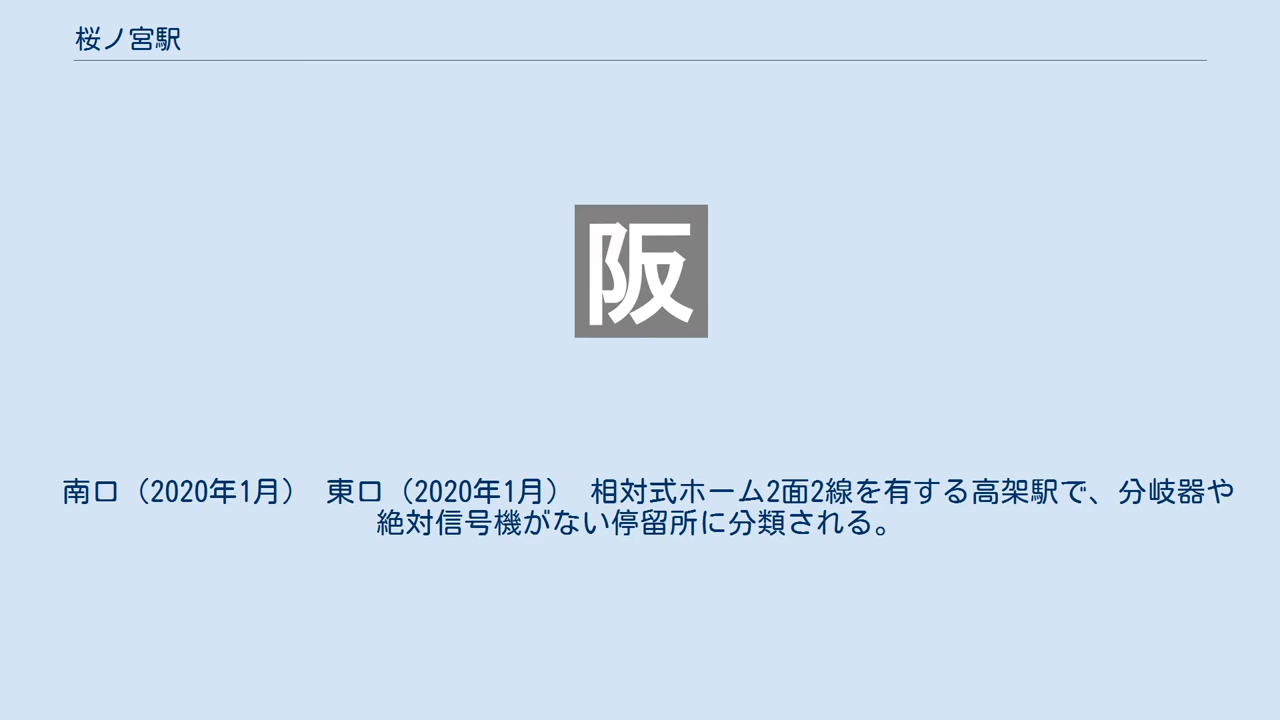 桜ノ宮駅
阪
南口（2020年1月） 東口（2020年1月） 相対式ホーム2面2線を有する高架駅で、分岐器や
絶対信号機がない停留所に分類される。